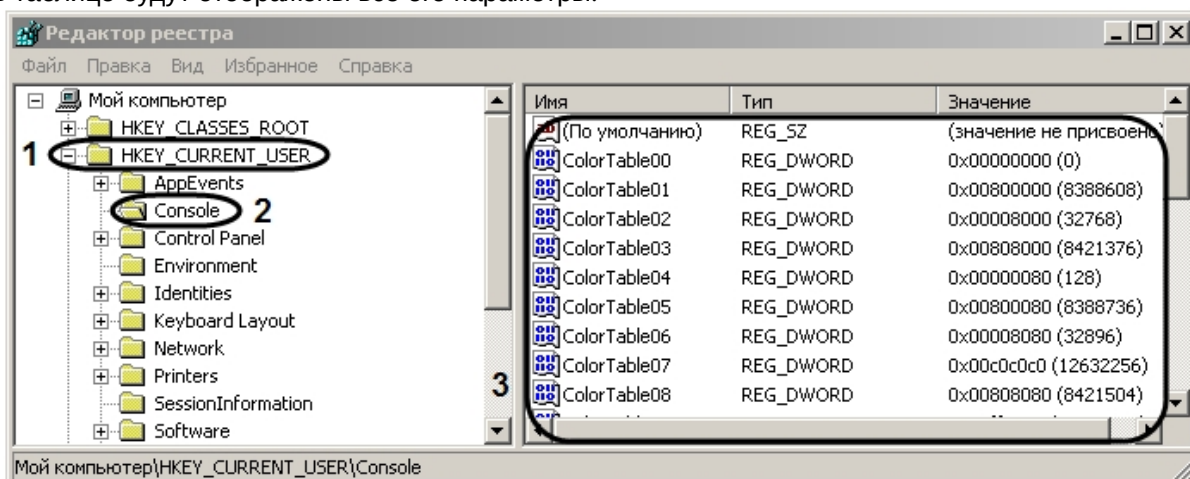 Редактор реестра
Файл Правка Вид Избранное Справка
Мой компьютер
HKEY_CLASSES_ROOT
1 HKEY_CURRENT_USER
AppEvents
Console 2
Control Panel
Environment
Identities
Keyboard Layout
Network
Printers
SessionInformation
Software
3
Имя Тип Значение
(По умолчанию) REG_SZ (значение не присвоено)
ColorTable00 REG_DWORD 0x00000000 (0)
ColorTable01 REG_DWORD 0x00800000 (8388608)
ColorTable02 REG_DWORD 0x00008000 (32768)
ColorTable03 REG_DWORD 0x00808000 (8421376)
ColorTable04 REG_DWORD 0x00000080 (128)
ColorTable05 REG_DWORD 0x00800080 (8388736)
ColorTable06 REG_DWORD 0x00008080 (32896)
ColorTable07 REG_DWORD 0x00c0c0c0 (12632256)
ColorTable08 REG_DWORD 0x00808080 (8421504)
Мой компьютер\HKEY_CURRENT_USER\Console